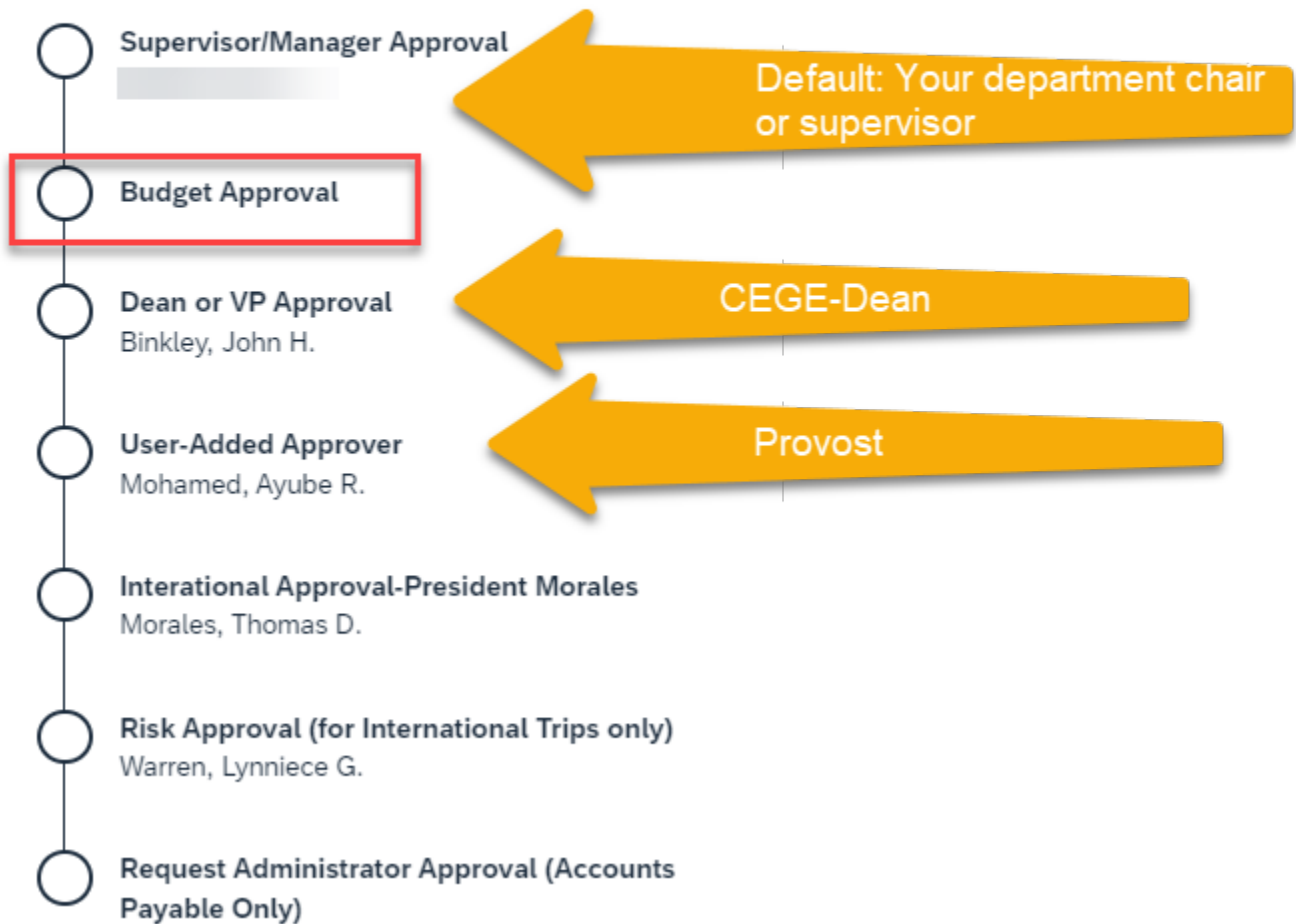 Supervisor/Manager Approval
Default: Your department chair
or supervisor
Budget Approval
Dean or VP Approval
Binkley, John H.
CEGE-Dean
User-Added Approver
Mohamed, Ayube R.
Provost
Interational Approval-President Morales
Morales, Thomas D.
Risk Approval (for International Trips only)
Warren, Lynniece G.
Request Administrator Approval (Accounts
Payable Only)